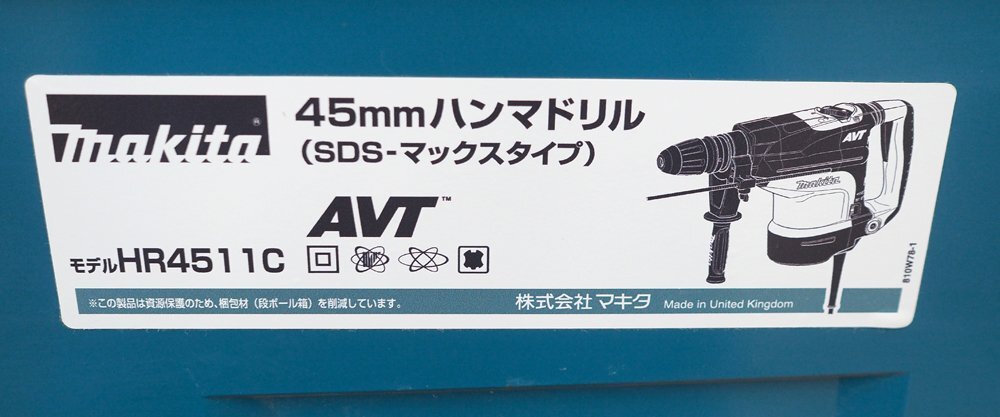 makita®
45mmハンマドリル
(SDS-マックスタイプ)
AVT™
モデルHR4511C
AVT
makita
※この製品は資源保護のため、梱包材(段ボール箱)を削減しています。
株式会社マキタ Made in United Kingdom
810W78-1